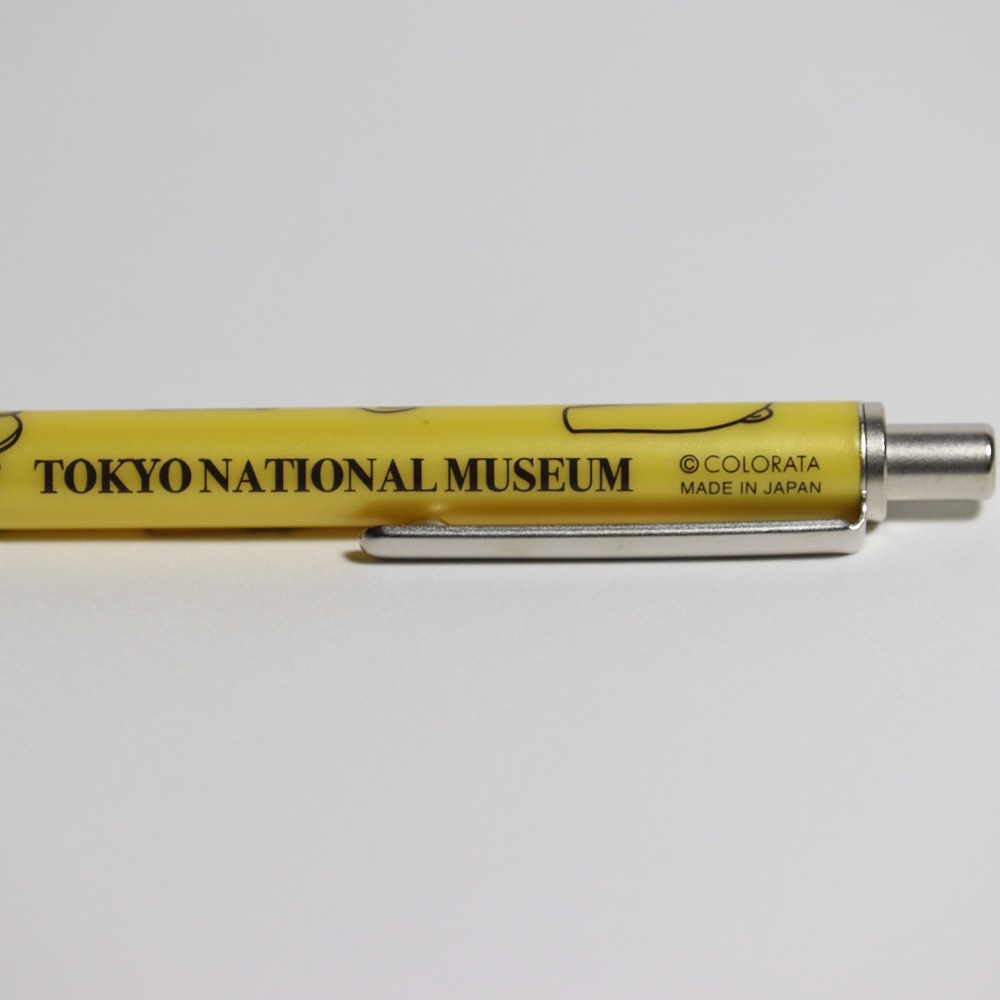 TOKYO NATIONAL MUSEUM
© COLORATA
MADE IN JAPAN